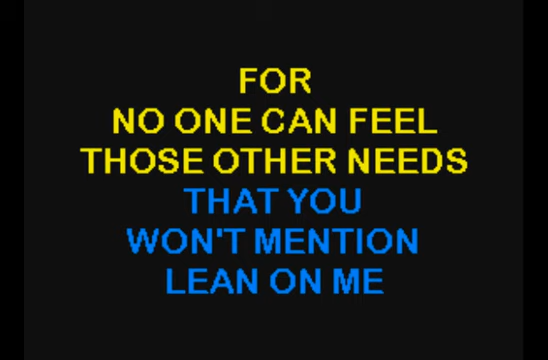 FOR
NO ONE CAN FEEL
THOSE OTHER NEEDS
THAT YOU
WON'T MENTION
LEAN ON ME